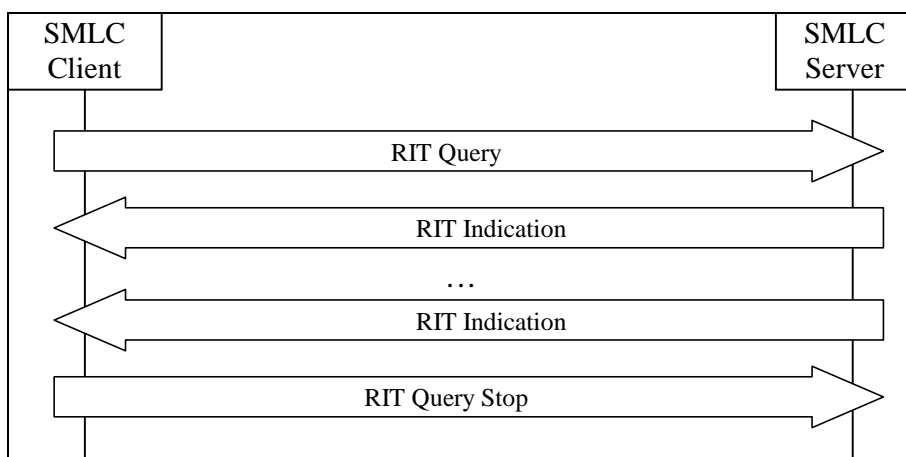 SMLC
Client
SMLC
Server
RIT Query
RIT Indication
…
RIT Indication
RIT Query Stop